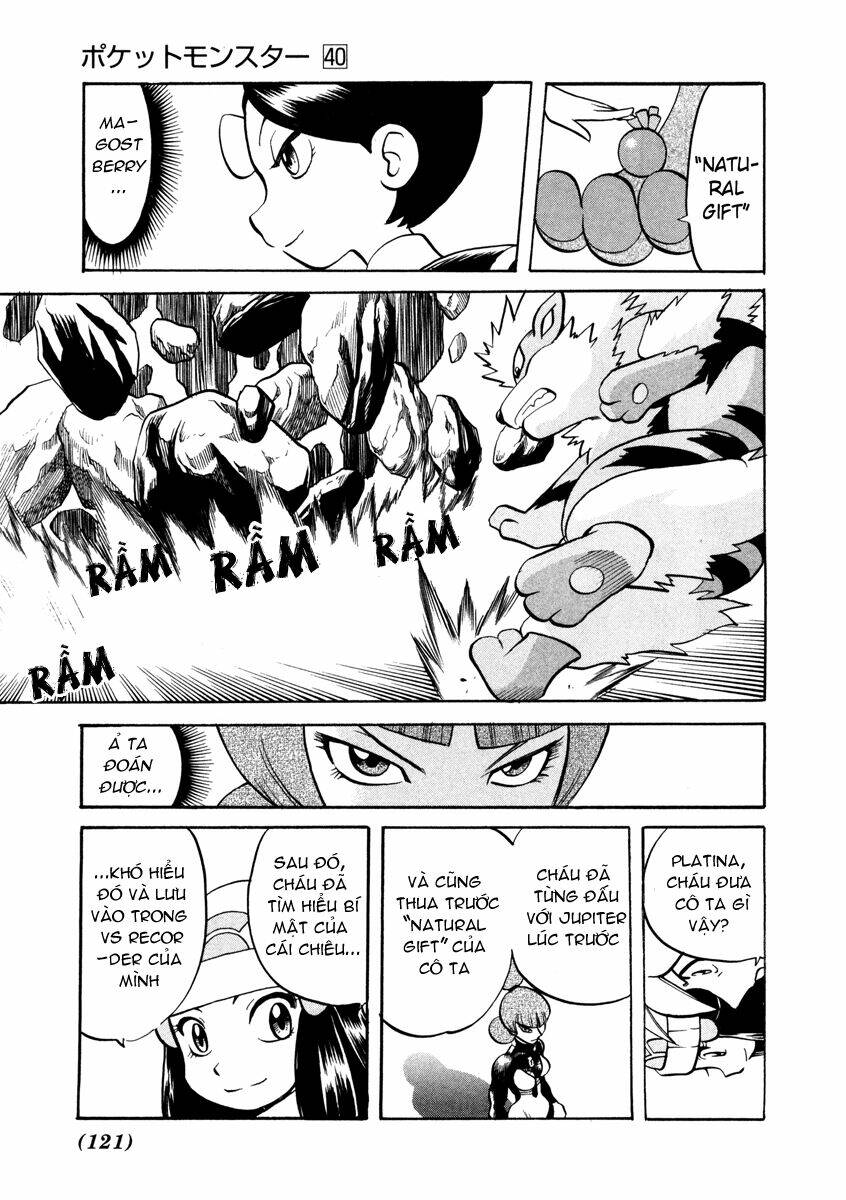 ポケットモンスター 40
"NATU-
RAL
GIFT"
MA-
GOST
BERRY
...
RẦM
RẦM
RẦM
RẦM
Ả TA
ĐOÁN
ĐƯỢC...
PLATINA,
CHÁU ĐƯA
CÔ TA GÌ
VẬY?
CHÁU ĐÃ
TỪNG ĐẤU
VỚI JUPITER
LÚC TRƯỚC
VÀ CŨNG
THUA TRƯỚC
"NATURAL
GIFT" CỦA
CÔ TA
SAU ĐÓ,
CHÁU ĐÃ
TÌM HIỂU BÍ
MẬT CỦA
CÁI CHIÊU...
...KHÓ HIỂU
ĐÓ VÀ LƯU
VÀO TRONG
VS RECOR
-DER CỦA
MÌNH
(121)